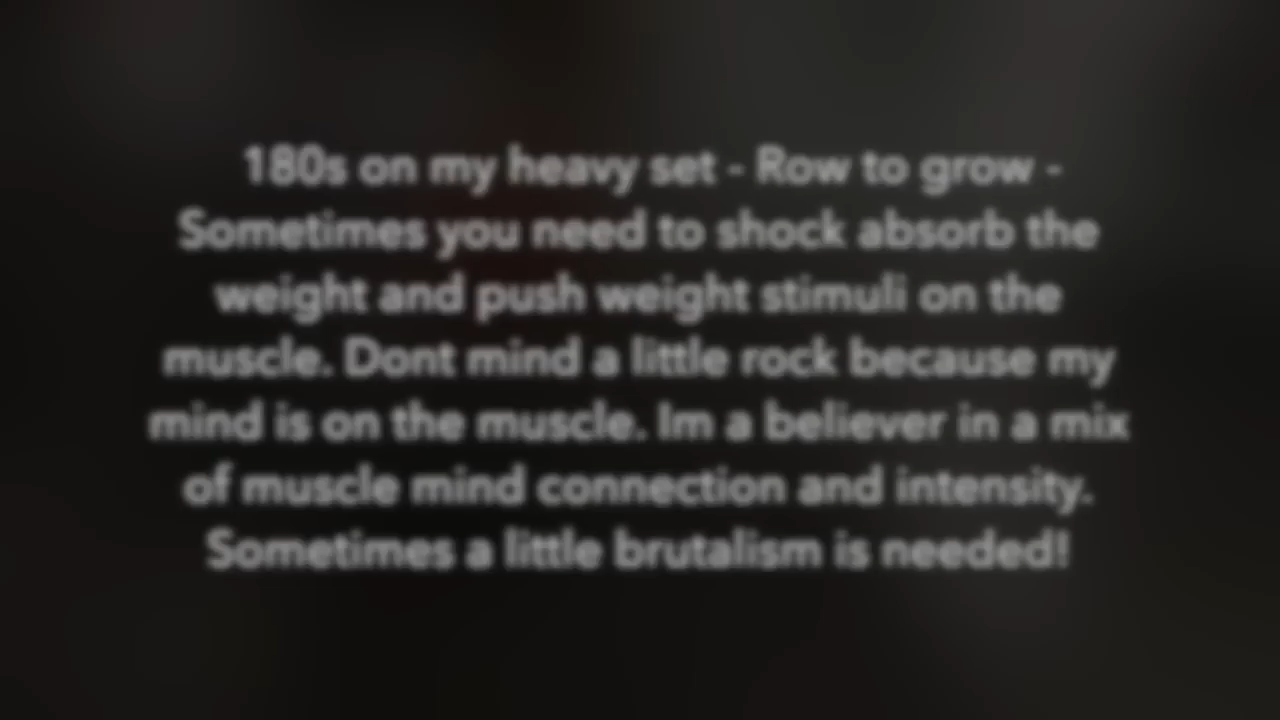 180s on my heavy set - Row to grow -
Sometimes you need to shock absorb the
weight and push weight stimuli on the
muscle. Dont mind a little rock because my
mind is on the muscle. Im a believer in a mix
of muscle mind connection and intensity.
Sometimes a little brutalism is needed!